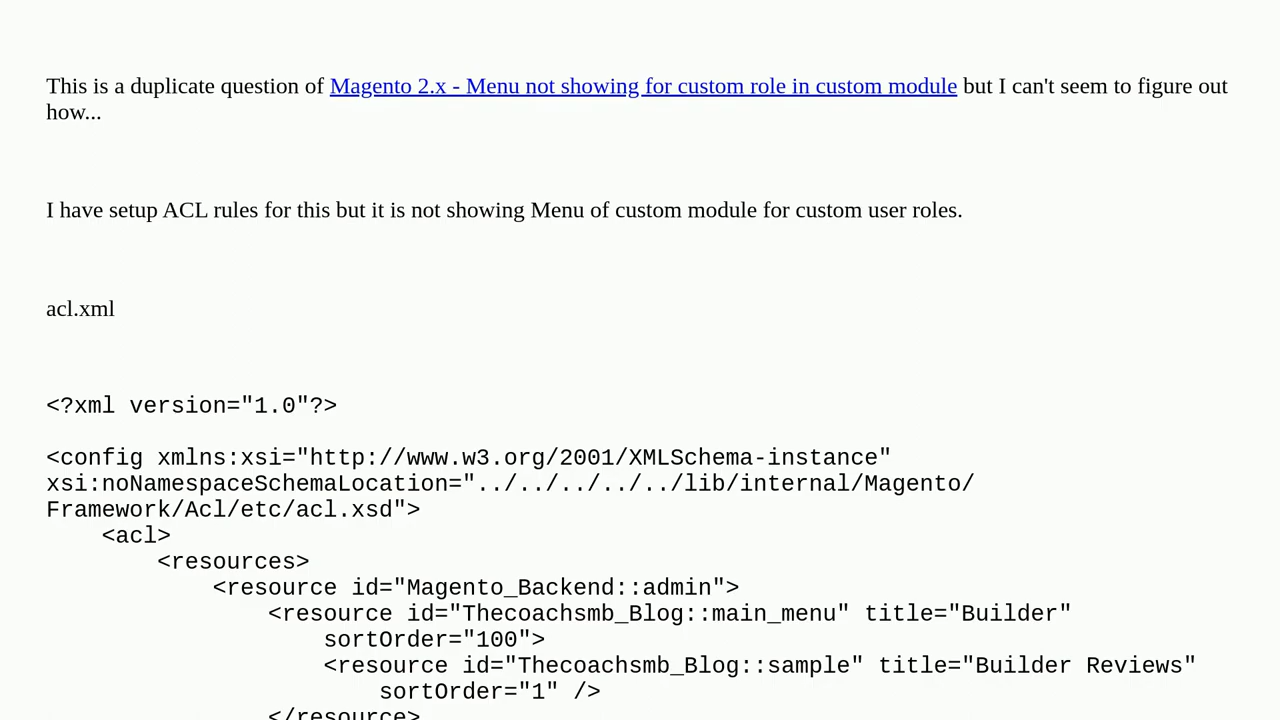 This is a duplicate question of Magento 2.x - Menu not showing for custom role in custom module but I can't seem to figure out
how...
I have setup ACL rules for this but it is not showing Menu of custom module for custom user roles.
acl.xml
<?xml version="1.0"?>
<config xmlns:xsi="http://www.w3.org/2001/XMLSchema-instance"
xsi:noNamespaceSchemaLocation="../../../../../lib/internal/Magento/
Framework/Acl/etc/acl.xsd">
    <acl>
        <resources>
            <resource id="Magento_Backend::admin">
                <resource id="Thecoachsmb_Blog::main_menu" title="Builder"
                    sortOrder="100">
                    <resource id="Thecoachsmb_Blog::sample" title="Builder Reviews"
                        sortOrder="1" />
                </resource>